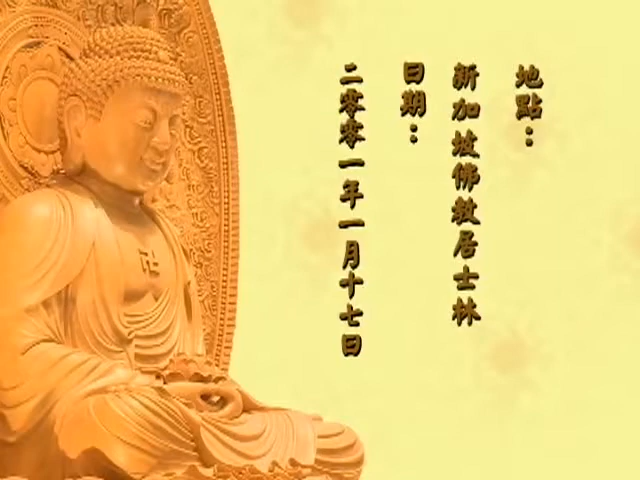 地點：
新加坡佛教居士林
日期：
二零零一年一月十七日
卍